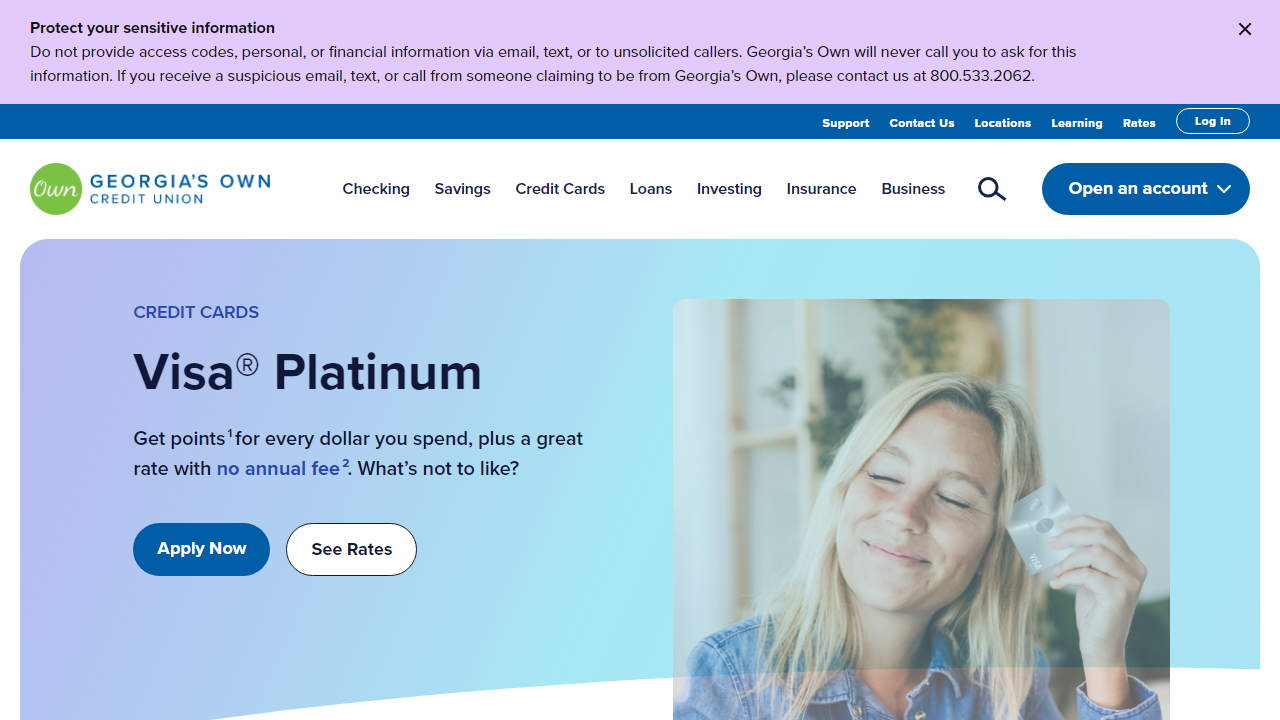 Protect your sensitive information
Do not provide access codes, personal, or financial information via email, text, or to unsolicited callers. Georgia’s Own will never call you to ask for this
information. If you receive a suspicious email, text, or call from someone claiming to be from Georgia’s Own, please contact us at 800.533.2062.
Support Contact Us Locations Learning Rates Log In
Own GEORGIA’S OWN
CREDIT UNION
Checking Savings Credit Cards Loans Investing Insurance Business Open an account
CREDIT CARDS
Visa® Platinum
Get points¹ for every dollar you spend, plus a great
rate with no annual fee². What’s not to like?
Apply Now See Rates
VISA